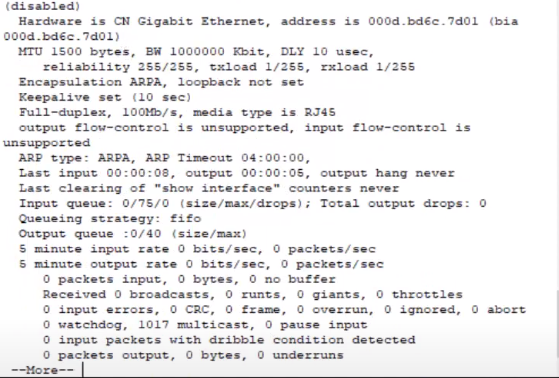 (disabled)
Hardware is CN Gigabit Ethernet, address is 000d.bd6c.7d01 (bia
000d.bd6c.7d01)
MTU 1500 bytes, BW 1000000 Kbit, DLY 10 usec,
reliability 255/255, txload 1/255, rxload 1/255
Encapsulation ARPA, loopback not set
Keepalive set (10 sec)
Full-duplex, 100Mb/s, media type is RJ45
output flow-control is unsupported, input flow-control is
unsupported
ARP type: ARPA, ARP Timeout 04:00:00,
Last input 00:00:08, output 00:00:05, output hang never
Last clearing of "show interface" counters never
Input queue: 0/75/0 (size/max/drops); Total output drops: 0
Queueing strategy: fifo
Output queue :0/40 (size/max)
5 minute input rate 0 bits/sec, 0 packets/sec
5 minute output rate 0 bits/sec, 0 packets/sec
0 packets input, 0 bytes, 0 no buffer
Received 0 broadcasts, 0 runts, 0 giants, 0 throttles
0 input errors, 0 CRC, 0 frame, 0 overrun, 0 ignored, 0 abort
0 watchdog, 1017 multicast, 0 pause input
0 input packets with dribble condition detected
0 packets output, 0 bytes, 0 underruns
--More--